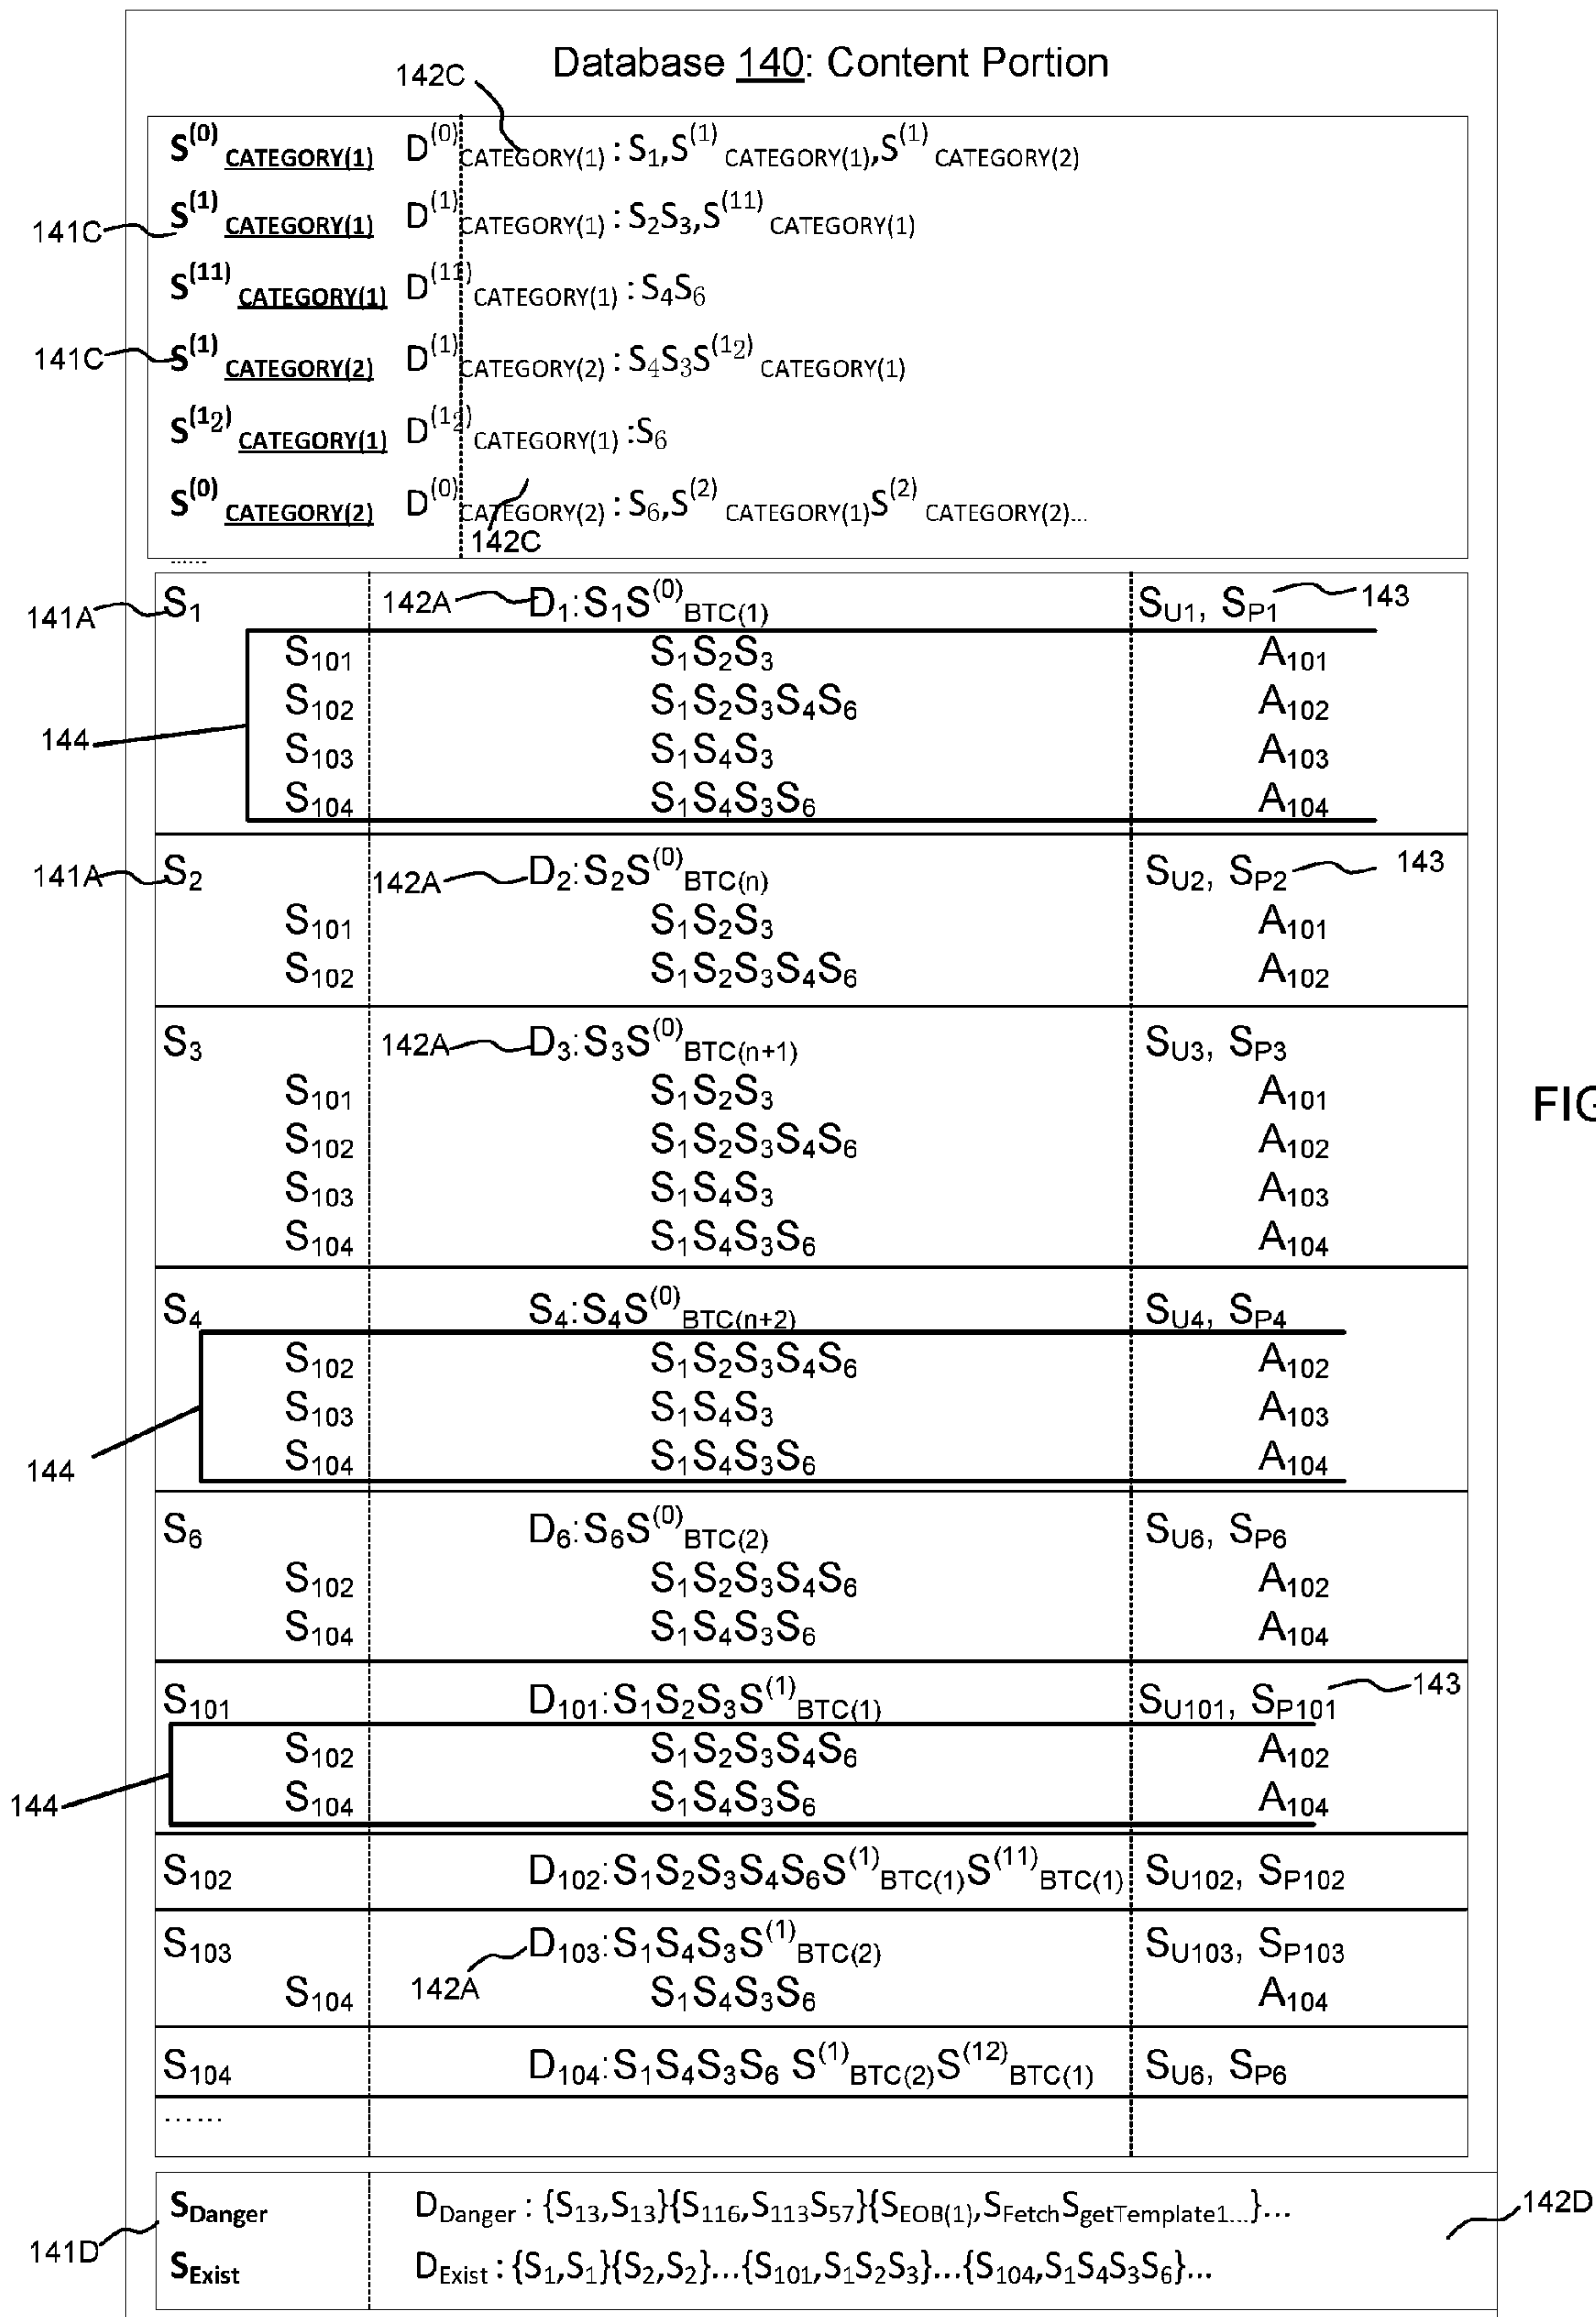 Database 140: Content Portion
142C
S(0) CATEGORY(1) D(0) CATEGORY(1) : S1,S(1) CATEGORY(1),S(1) CATEGORY(2)
141C S(1) CATEGORY(1) D(1) CATEGORY(1) : S2S3,S(11) CATEGORY(1)
S(11) CATEGORY(1) D(11) CATEGORY(1) : S4S6
141C S(1) CATEGORY(2) D(1) CATEGORY(2) : S4S3S(12) CATEGORY(1)
S(12) CATEGORY(1) D(12) CATEGORY(1) :S6
S(0) CATEGORY(2) D(0) CATEGORY(2) : S6,S(2) CATEGORY(1)S(2) CATEGORY(2)...
142C
......
141A S1 142A D1:S1S(0)BTC(1) SU1, SP1 143
S101 S1S2S3 A101
S102 S1S2S3S4S6 A102
144
S103 S1S4S3 A103
S104 S1S4S3S6 A104
141A S2 142A D2:S2S(0)BTC(n) SU2, SP2 143
S101 S1S2S3 A101
S102 S1S2S3S4S6 A102
S3 142A D3:S3S(0)BTC(n+1) SU3, SP3
S101 S1S2S3 A101
FIG
S102 S1S2S3S4S6 A102
S103 S1S4S3 A103
S104 S1S4S3S6 A104
S4 S4:S4S(0)BTC(n+2) SU4, SP4
S102 S1S2S3S4S6 A102
S103 S1S4S3 A103
S104 S1S4S3S6 A104
144
S6 D6:S6S(0)BTC(2) SU6, SP6
S102 S1S2S3S4S6 A102
S104 S1S4S3S6 A104
S101 D101:S1S2S3S(1)BTC(1) SU101, SP101 143
S102 S1S2S3S4S6 A102
144 S104 S1S4S3S6 A104
S102 D102:S1S2S3S4S6S(1)BTC(1)S(11)BTC(1) SU102, SP102
S103 D103:S1S4S3S(1)BTC(2) SU103, SP103
S104 142A S1S4S3S6 A104
S104 D104:S1S4S3S6 S(1)BTC(2)S(12)BTC(1) SU6, SP6
......
SDanger DDanger : {S13,S13}{S116,S113S57}{SEOB(1),SFetchSgetTemplate1...}... 142D
141D
SExist DExist : {S1,S1}{S2,S2}...{S101,S1S2S3}...{S104,S1S4S3S6}...